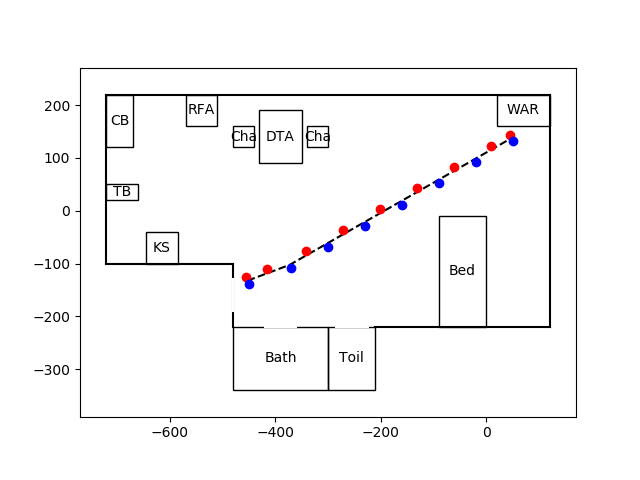 200
100
0
−100
−200
−300
−600
−400
−200
0
CB
RFA
Cha
DTA
Cha
WAR
TB
KS
Bed
Bath
Toil